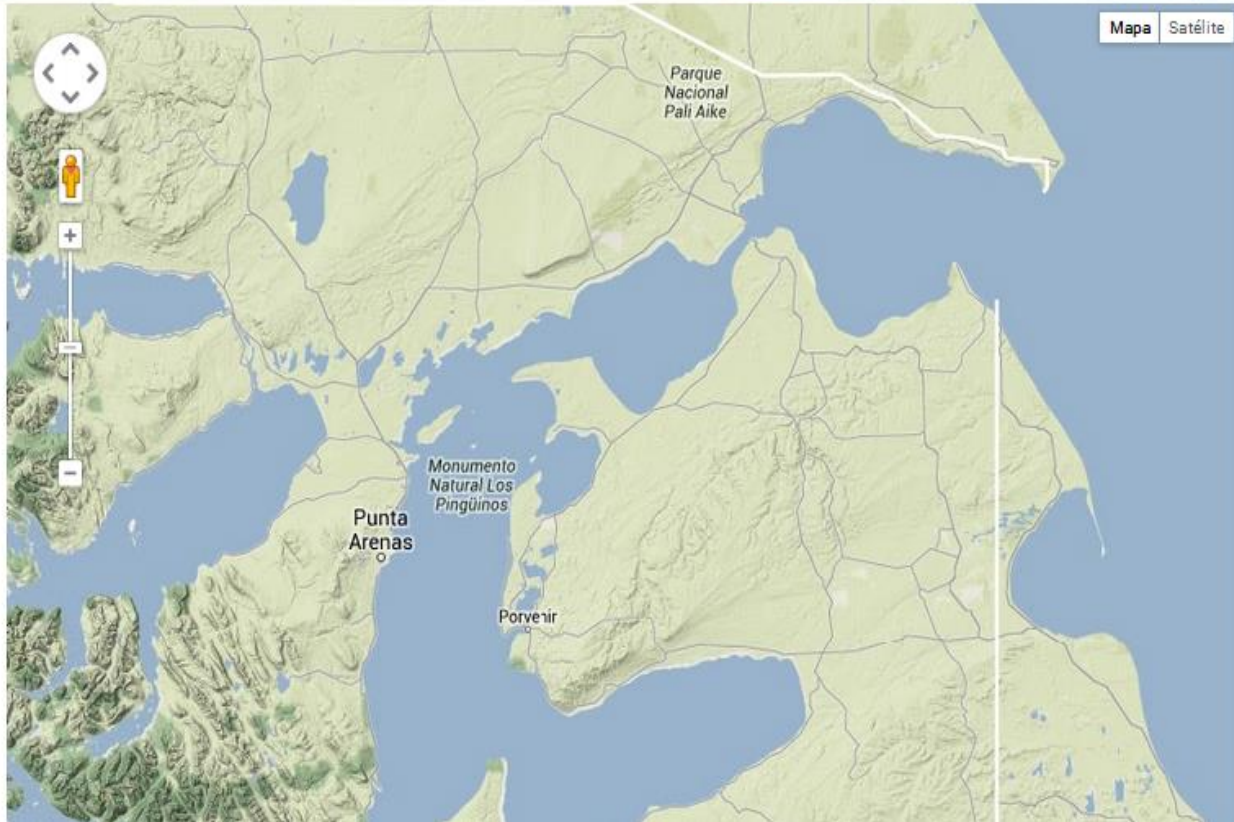 Mapa Satélite
Parque
Nacional
Pali Aike
Monumento
Natural Los
Pingüinos
Punta
Arenas
Porvenir